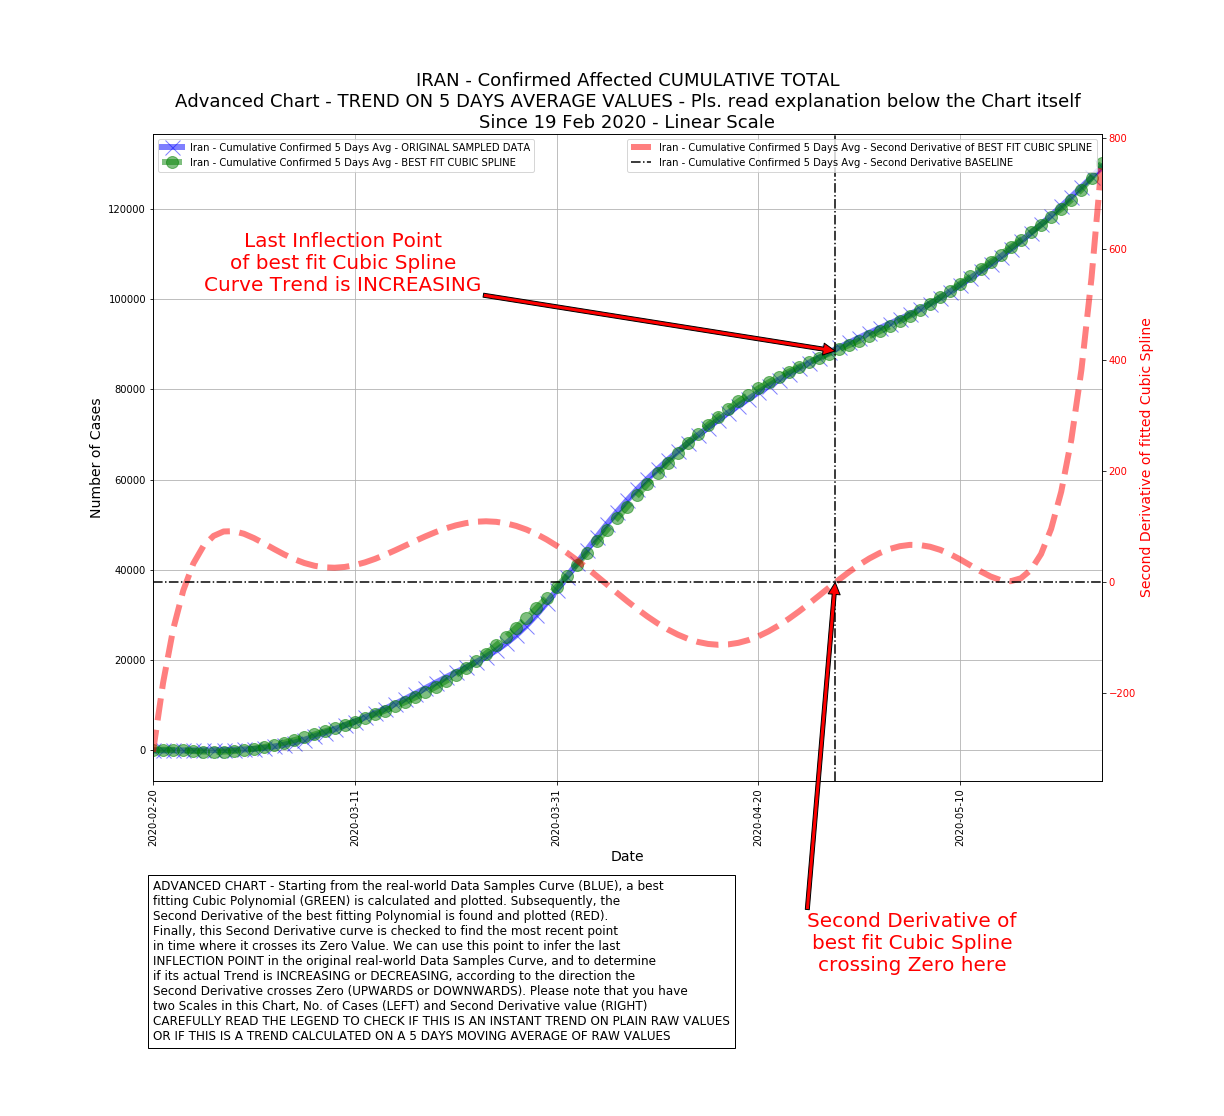 IRAN - Confirmed Affected CUMULATIVE TOTAL
Advanced Chart - TREND ON 5 DAYS AVERAGE VALUES - Pls. read explanation below the Chart itself
Since 19 Feb 2020 - Linear Scale
Iran - Cumulative Confirmed 5 Days Avg - ORIGINAL SAMPLED DATA
Iran - Cumulative Confirmed 5 Days Avg - BEST FIT CUBIC SPLINE
Iran - Cumulative Confirmed 5 Days Avg - Second Derivative of BEST FIT CUBIC SPLINE
Iran - Cumulative Confirmed 5 Days Avg - Second Derivative BASELINE
Last Inflection Point
of best fit Cubic Spline
Curve Trend is INCREASING
Number of Cases
120000
100000
80000
60000
40000
20000
0
800
600
400
200
0
−200
Second Derivative of fitted Cubic Spline
2020-02-20
2020-03-11
2020-03-31
2020-04-20
2020-05-10
Date
Second Derivative of
best fit Cubic Spline
crossing Zero here
ADVANCED CHART - Starting from the real-world Data Samples Curve (BLUE), a best
fitting Cubic Polynomial (GREEN) is calculated and plotted. Subsequently, the
Second Derivative of the best fitting Polynomial is found and plotted (RED).
Finally, this Second Derivative curve is checked to find the most recent point
in time where it crosses its Zero Value. We can use this point to infer the last
INFLECTION POINT in the original real-world Data Samples Curve, and to determine
if its actual Trend is INCREASING or DECREASING, according to the direction the
Second Derivative crosses Zero (UPWARDS or DOWNWARDS). Please note that you have
two Scales in this Chart, No. of Cases (LEFT) and Second Derivative value (RIGHT)
CAREFULLY READ THE LEGEND TO CHECK IF THIS IS AN INSTANT TREND ON PLAIN RAW VALUES
OR IF THIS IS A TREND CALCULATED ON A 5 DAYS MOVING AVERAGE OF RAW VALUES